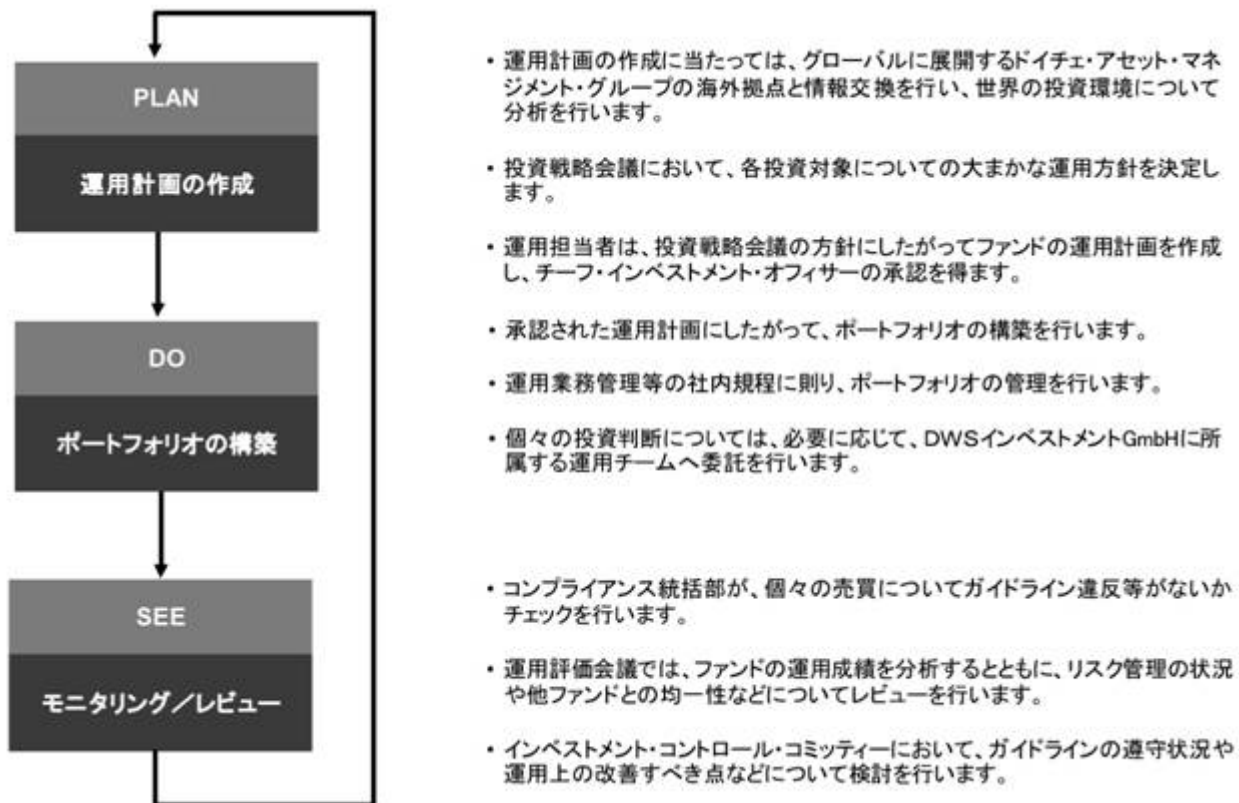 PLAN
運用計画の作成
・運用計画の作成に当たっては、グローバルに展開するドイチェ・アセット・マネ
ジメント・グループの海外拠点と情報交換を行い、世界の投資環境について
分析を行います。
・投資戦略会議において、各投資対象についての大まかな運用方針を決定し
ます。
・運用担当者は、投資戦略会議の方針にしたがってファンドの運用計画を作成
し、チーフ・インベストメント・オフィサーの承認を得ます。
DO
ポートフォリオの構築
・承認された運用計画にしたがって、ポートフォリオの構築を行います。
・運用業務管理等の社内規程に則り、ポートフォリオの管理を行います。
・個々の投資判断については、必要に応じて、DWSインベストメントGmbHに所
属する運用チームへ委託を行います。
SEE
モニタリング／レビュー
・コンプライアンス統括部が、個々の売買についてガイドライン違反等がないか
チェックを行います。
・運用評価会議では、ファンドの運用成績を分析するとともに、リスク管理の状況
や他ファンドとの均一性などについてレビューを行います。
・インベストメント・コントロール・コミッティーにおいて、ガイドラインの遵守状況や
運用上の改善すべき点などについて検討を行います。